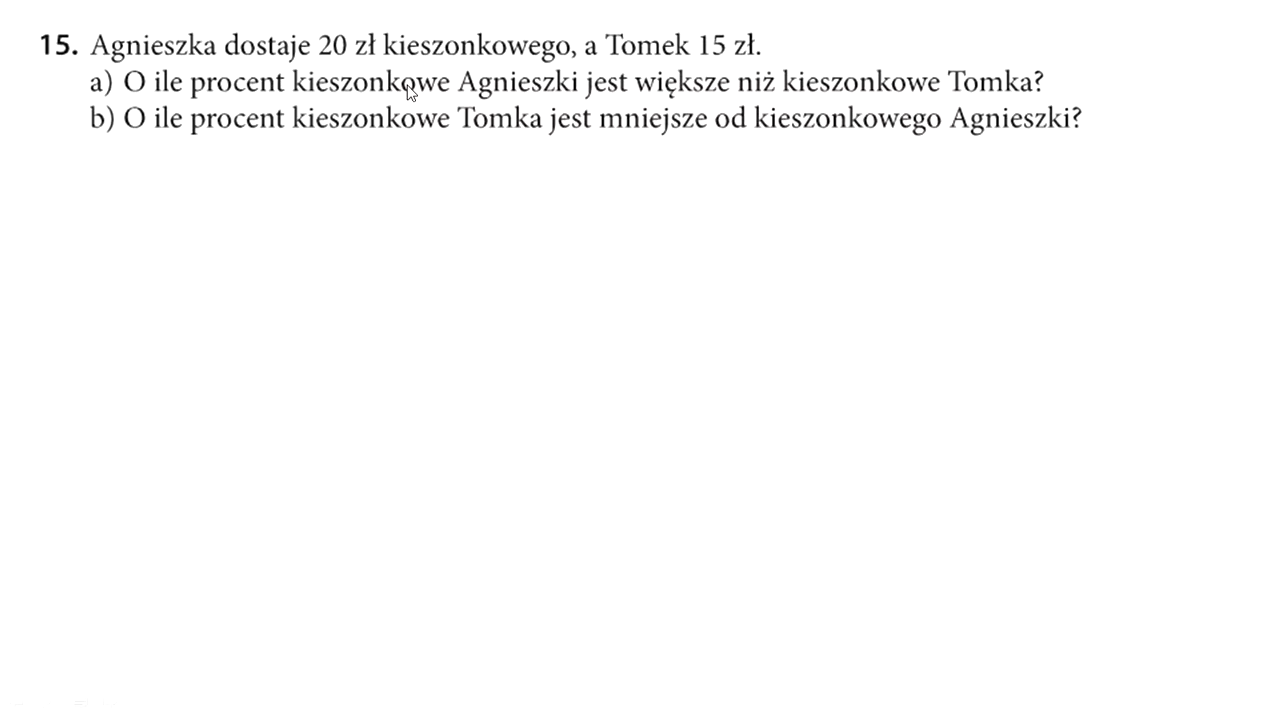 15. Agnieszka dostaje 20 zł kieszonkowego, a Tomek 15 zł.
a) O ile procent kieszonkowe Agnieszki jest większe niż kieszonkowe Tomka?
b) O ile procent kieszonkowe Tomka jest mniejsze od kieszonkowego Agnieszki?